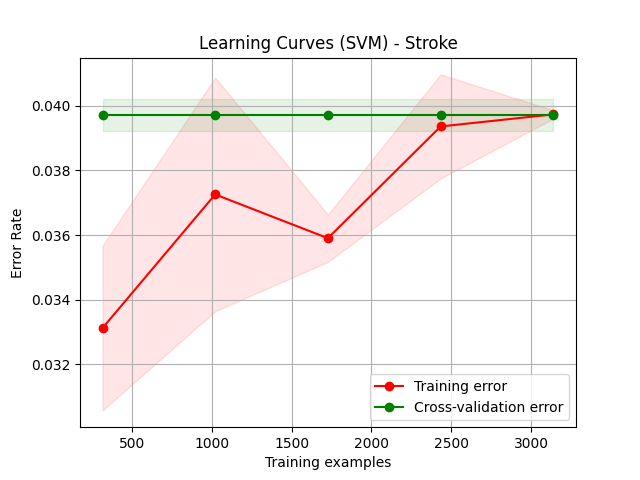 Learning Curves (SVM) - Stroke
0.040
0.038
0.036
0.034
0.032
Error Rate
Training error
Cross-validation error
500
1000
1500
2000
2500
3000
Training examples